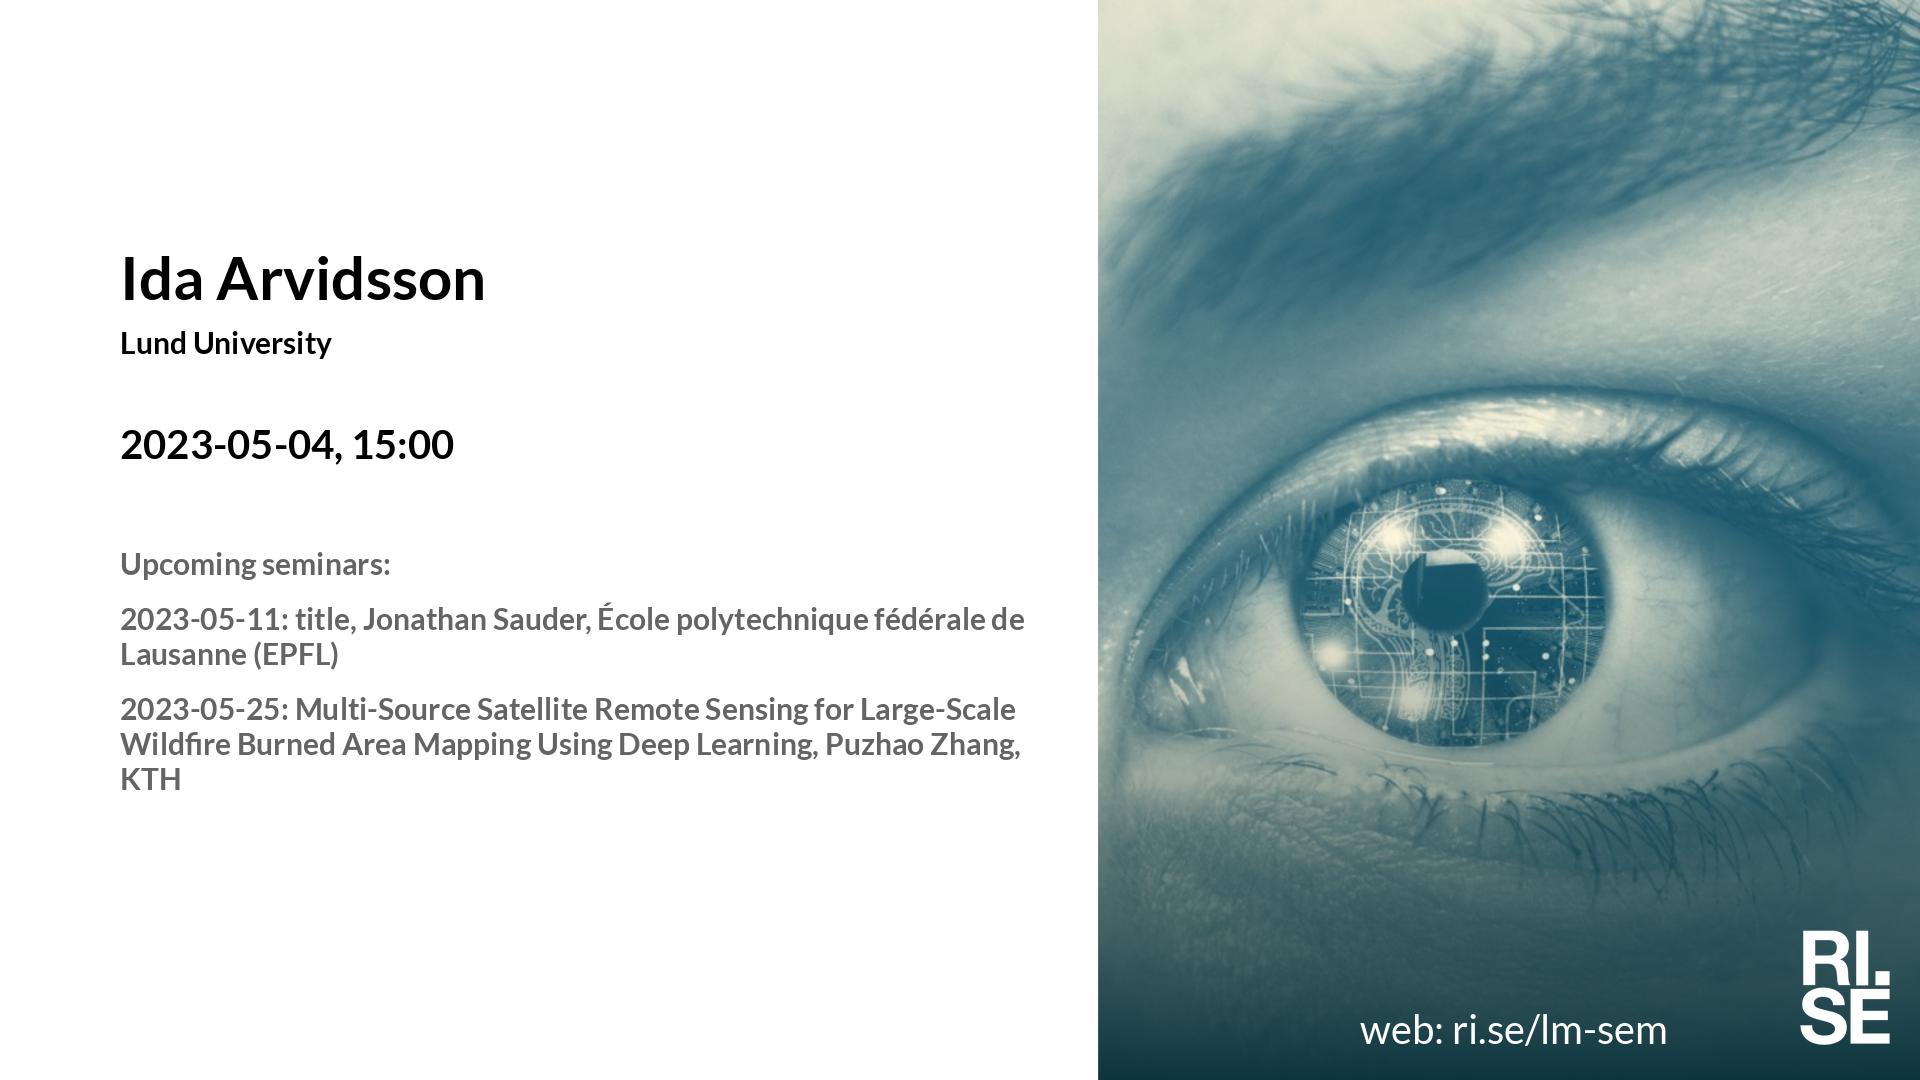 Ida Arvidsson
Lund University
2023-05-04, 15:00
Upcoming seminars:
2023-05-11: title, Jonathan Sauder, École polytechnique fédérale de
Lausanne (EPFL)
2023-05-25: Multi-Source Satellite Remote Sensing for Large-Scale
Wildfire Burned Area Mapping Using Deep Learning, Puzhao Zhang,
KTH
web: ri.se/lm-sem
RI.
SE